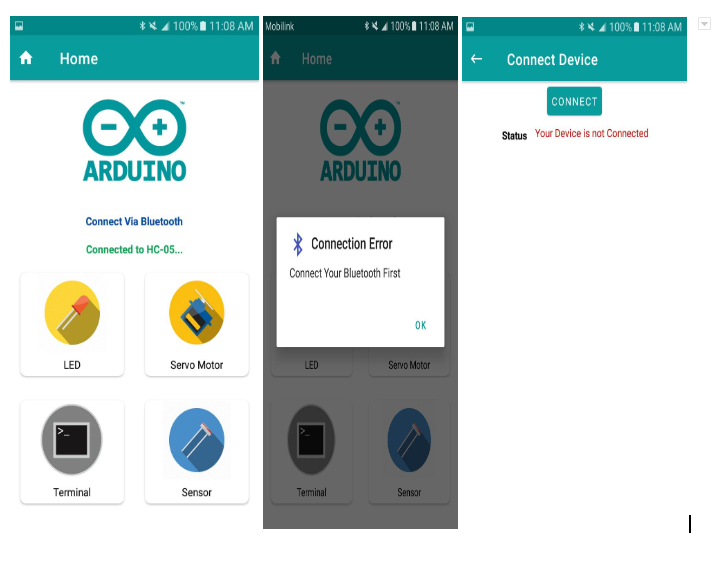 100% 11:08 AM
Home
ARDUINO
TM
Connect Via Bluetooth
Connected to HC-05...
LED
Servo Motor
>_
Terminal
Sensor
Mobilink 100% 11:08 AM
Home
ARDUINO
Connection Error
Connect Your Bluetooth First
OK
LED
Servo Motor
>_
Terminal
Sensor
100% 11:08 AM
Connect Device
CONNECT
Status Your Device is not Connected